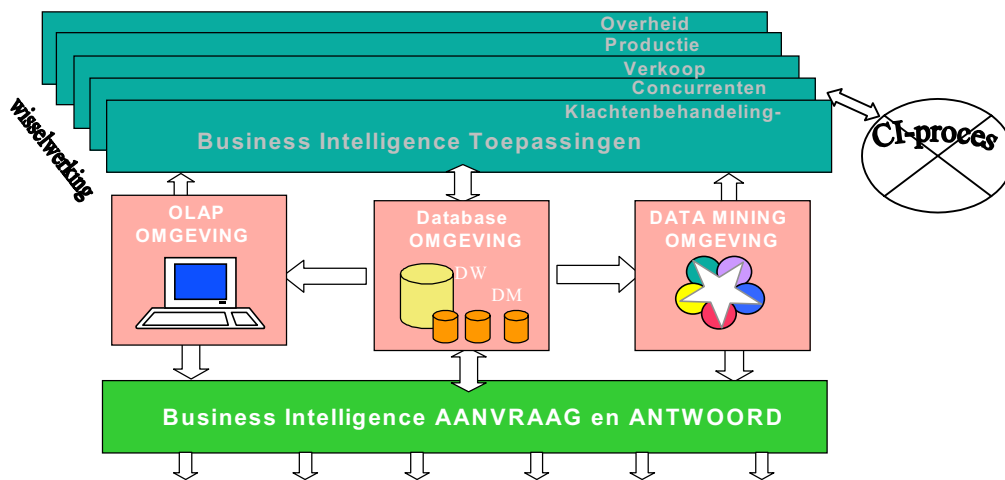 Overheid
Productie
Verkoop
Concurrenten
Klachtenbehandeling-
Business Intelligence Toepassingen
wisselwerking
CI-proces
OLAP
OMGEVING
Database
OMGEVING
DW
DM
DATA MINING
OMGEVING
Business Intelligence AANVRAAG en ANTWOORD